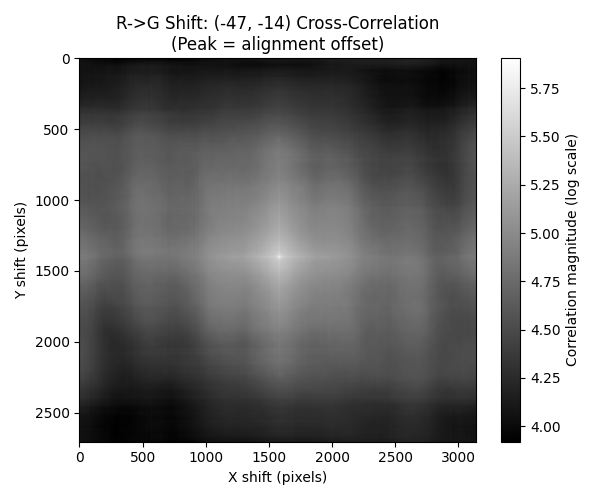 R->G Shift: (-47, -14) Cross-Correlation
(Peak = alignment offset)
0
500
1000
1500
2000
2500
Y shift (pixels)
0 500 1000 1500 2000 2500 3000
X shift (pixels)
5.75
5.50
5.25
5.00
4.75
4.50
4.25
4.00
Correlation magnitude (log scale)